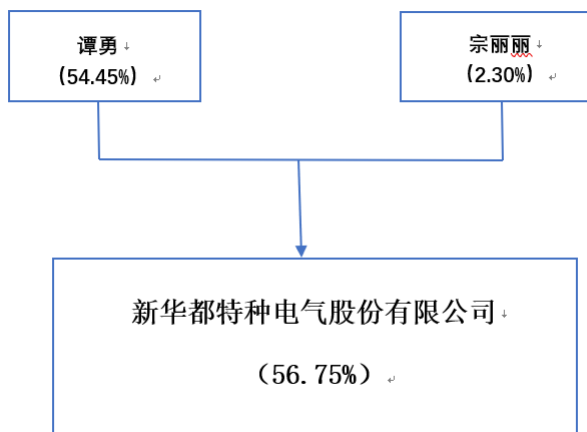 谭勇
（54.45%）
宗丽丽
（2.30%）
新华都特种电气股份有限公司
（56.75%）